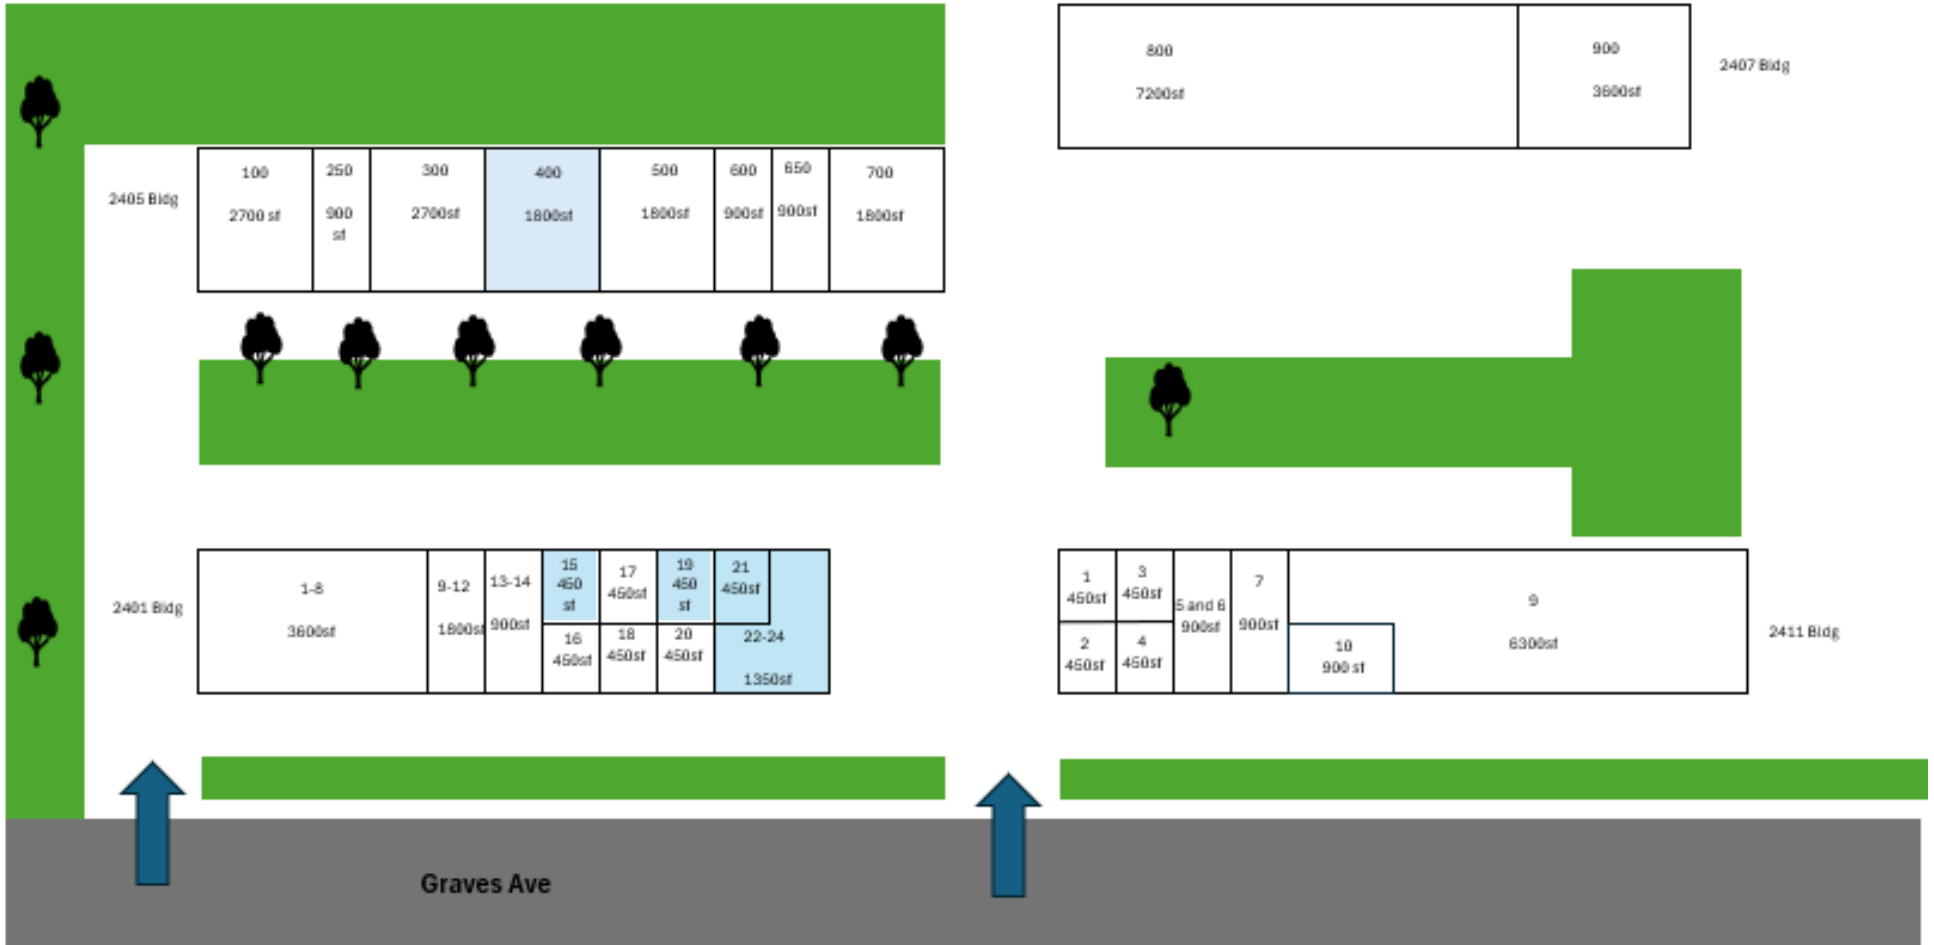 800
7200sf
900
3600sf
2407 Bldg
2405 Bldg
100
2700 sf
250
900
sf
300
2700sf
400
1800sf
500
1800sf
600
900sf
650
900sf
700
1800sf
2401 Bldg
1-8
3600sf
9-12
1800sf
13-14
900sf
15
450
sf
16
450sf
17
450sf
18
450sf
19
450
sf
20
450sf
21
450sf
22-24
1350sf
1
450sf
2
450sf
3
450sf
4
450sf
5 and 6
900sf
7
900sf
9
6300sf
10
900 sf
2411 Bldg
Graves Ave